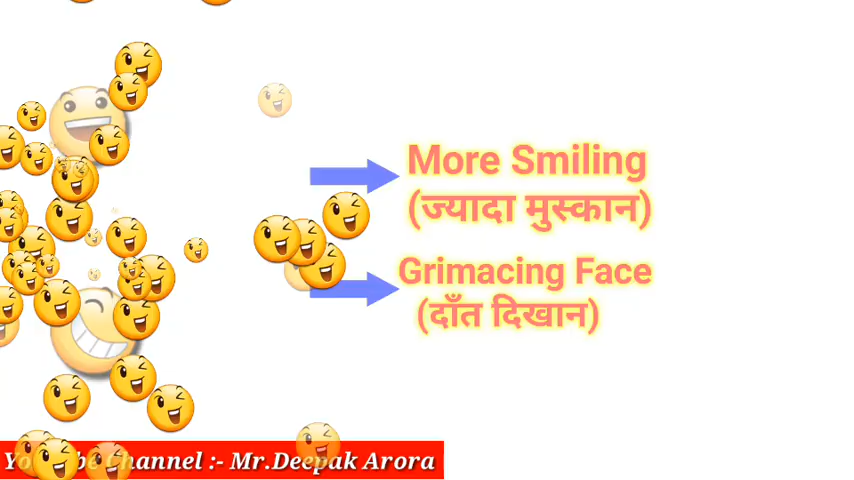 More Smiling
(ज्यादा मुस्कान)
Grimacing Face
(दाँत दिखान)
Channel :- Mr.Deepak Arora